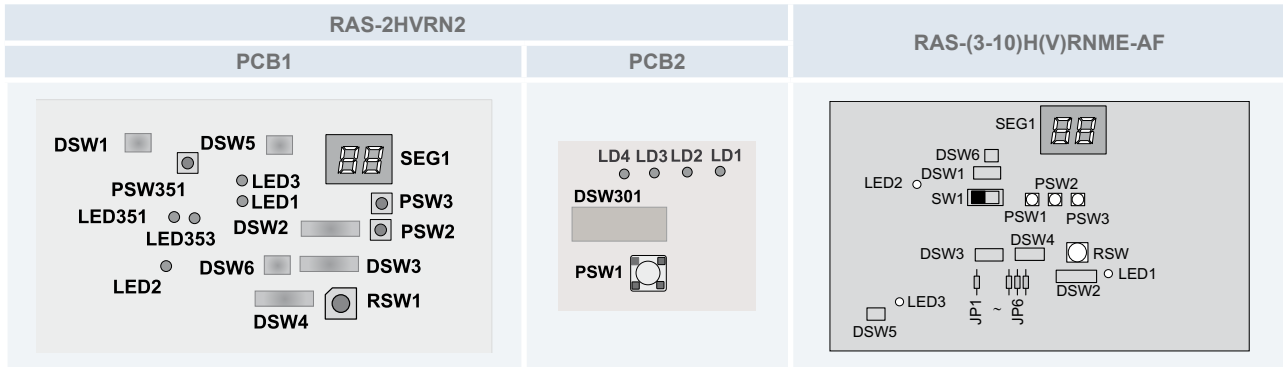 RAS-2HVRN2
RAS-(3-10)H(V)RNME-AF
PCB1
PCB2
DSW1
DSW5
SEG1
PSW351
LED3
LED1
PSW3
LED351
LED353
DSW2
PSW2
LED2
DSW6
DSW3
RSW1
DSW4
LD4 LD3 LD2 LD1
DSW301
PSW1
SEG1
DSW6
DSW1
LED2
SW1
PSW2
PSW1
PSW3
DSW3
DSW4
RSW
LED1
DSW2
JP1
~
JP6
LED3
DSW5